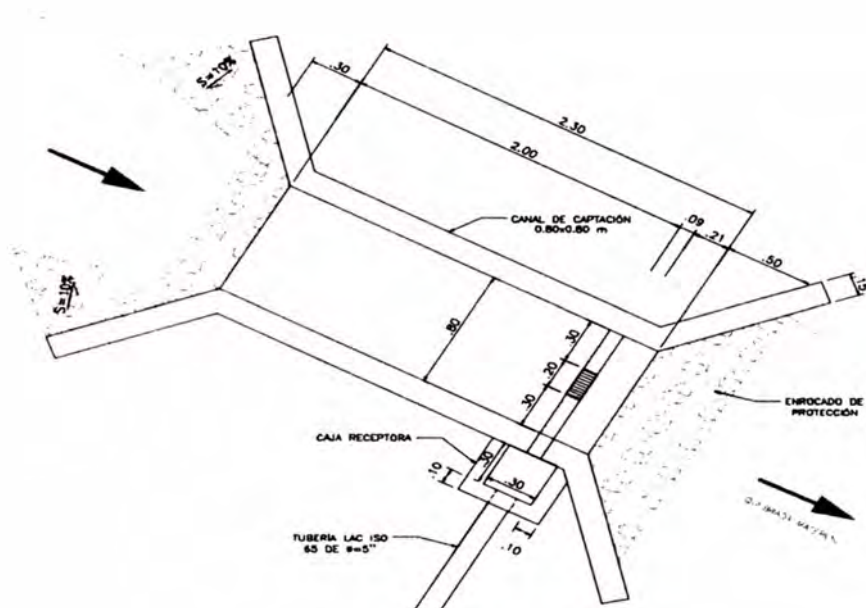 S=10%
.30
2.30
2.00
CANAL DE CAPTACIÓN
0.80x0.80 m
.09
.21
.50
.15
S=10%
.80
.30
.20
.30
ENROCADO DE
PROTECCIÓN
CAJA RECEPTORA
.30
.30
.10
TUBERÍA LAC ISO
65 DE ø=5"
.10